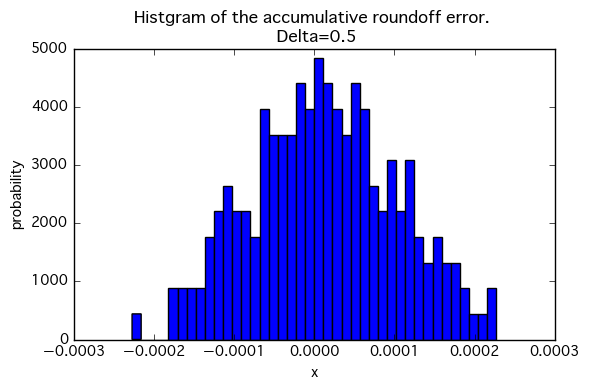 Histgram of the accumulative roundoff error.
Delta=0.5
5000
4000
3000
2000
1000
0
probability
−0.0003 −0.0002 −0.0001 0.0000 0.0001 0.0002 0.0003
x